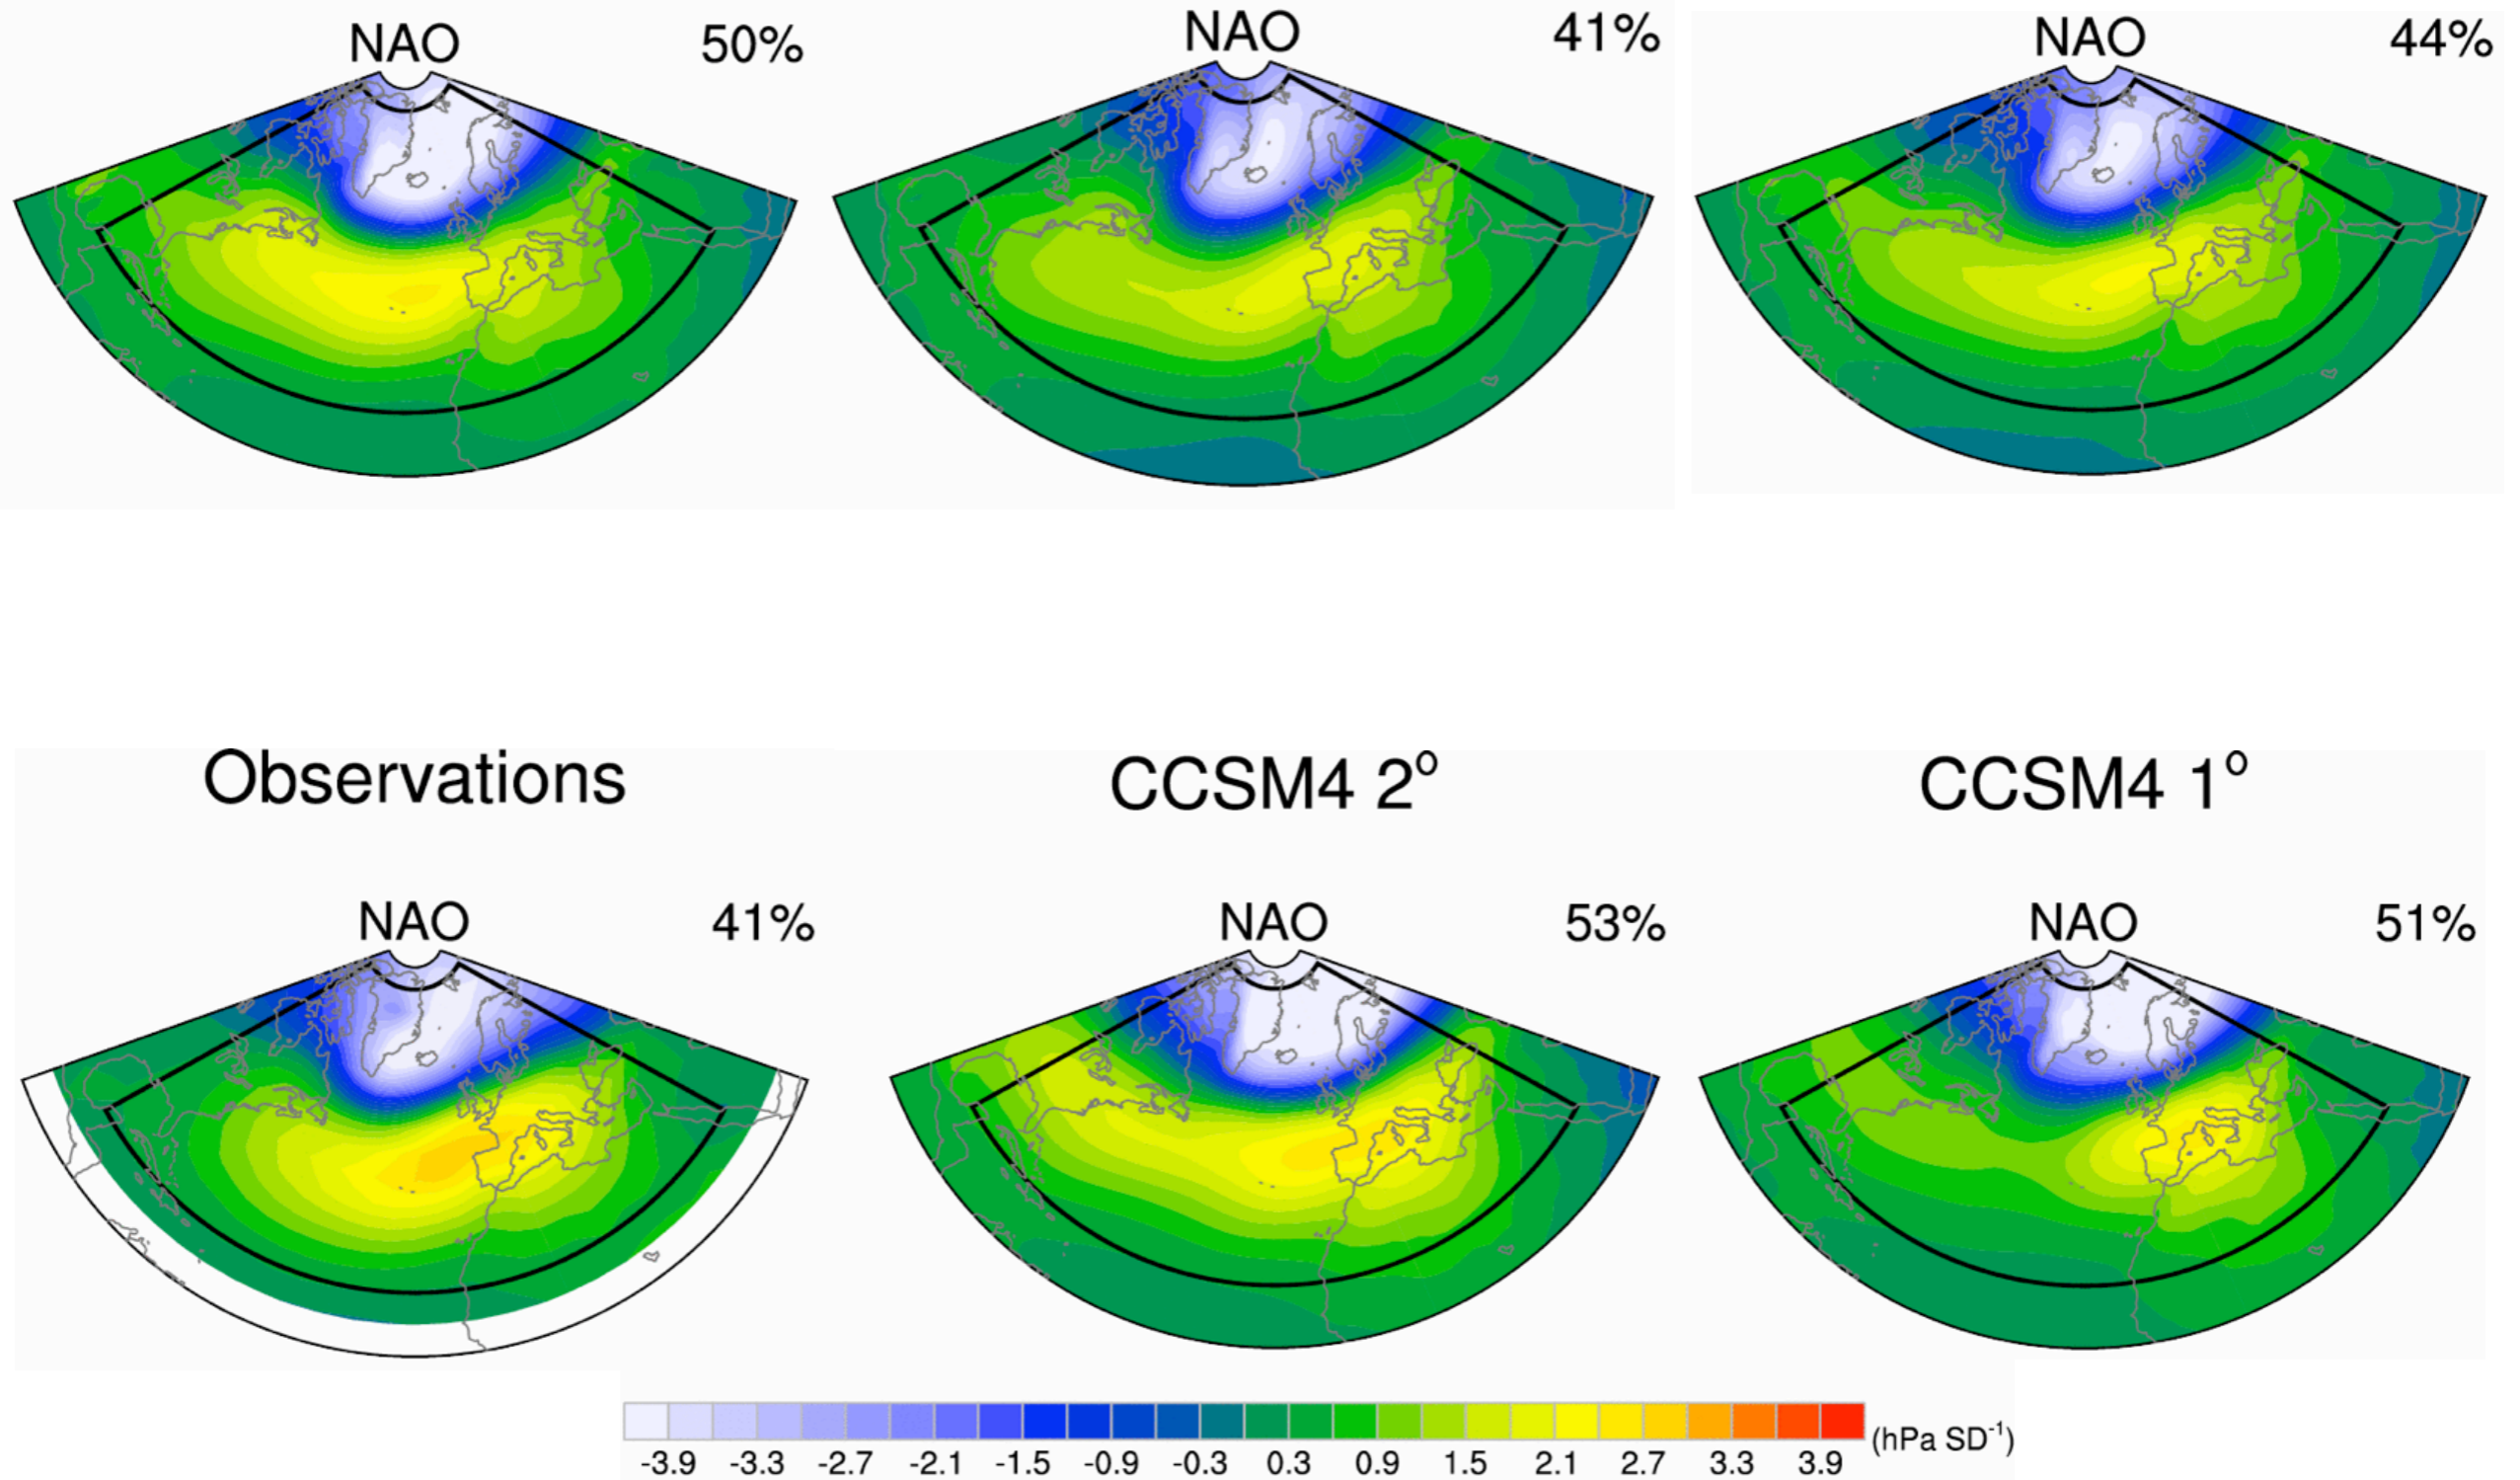 NAO 50% NAO 41% NAO 44%
Observations CCSM4 2° CCSM4 1°
NAO 41% NAO 53% NAO 51%
-3.9 -3.3 -2.7 -2.1 -1.5 -0.9 -0.3 0.3 0.9 1.5 2.1 2.7 3.3 3.9 (hPa SD⁻¹)